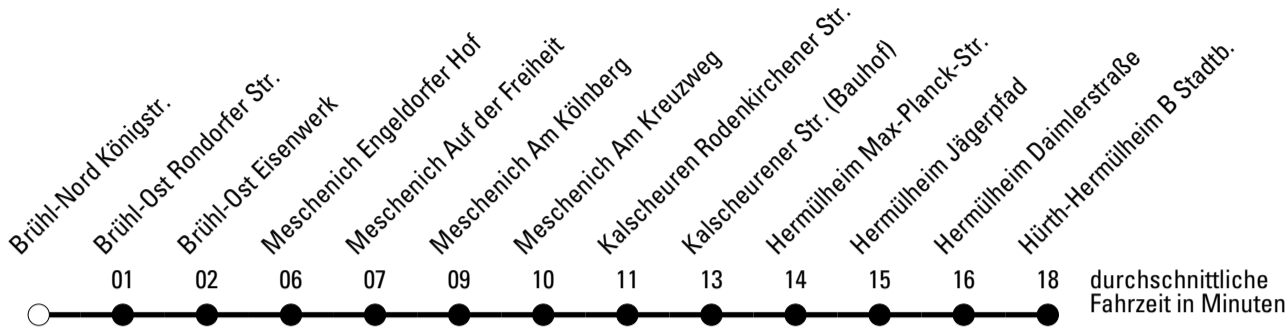 Brühl-Nord Königstr.
Brühl-Ost Rondorfer Str.
Brühl-Ost Eisenwerk
Meschenich Engeldorfer Hof
Meschenich Auf der Freiheit
Meschenich Am Kölnberg
Meschenich Am Kreuzweg
Kalscheuren Rodenkirchener Str.
Kalscheurener Str. (Bauhof)
Hermülheim Max-Planck-Str.
Hermülheim Jägerpfad
Hermülheim Daimlerstraße
Hürth-Hermülheim B Stadtb.
01 02 06 07 09 10 11 13 14 15 16 18 durchschnittliche
Fahrzeit in Minuten